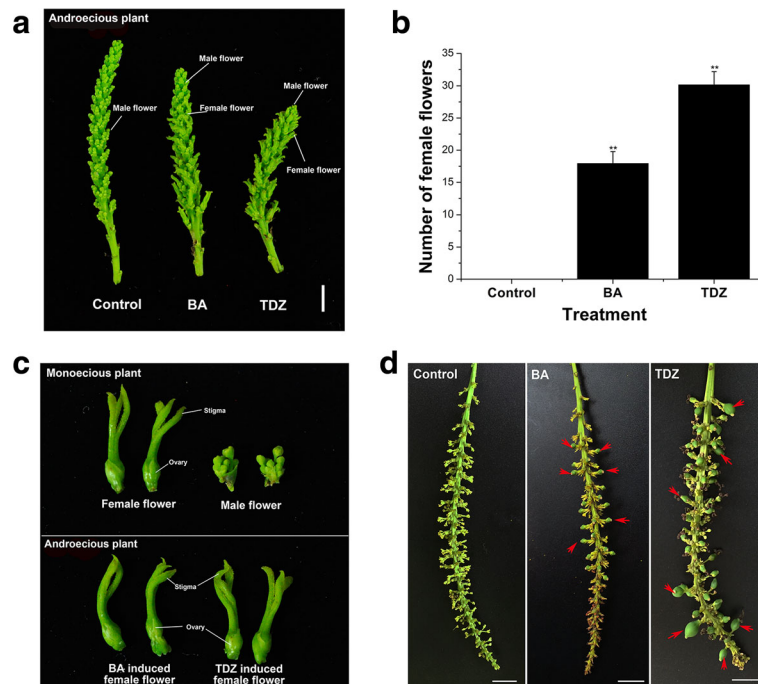 a
Androecious plant
Male flower
Male flower
Female flower
Male flower
Female flower
Control
BA
TDZ
b
Number of female flowers
35
30
25
20
15
10
5
0
**
**
Control
BA
TDZ
Treatment
c
Monoecious plant
Stigma
Ovary
Female flower
Male flower
Androecious plant
Stigma
Ovary
BA induced
female flower
TDZ induced
female flower
d
Control
BA
TDZ